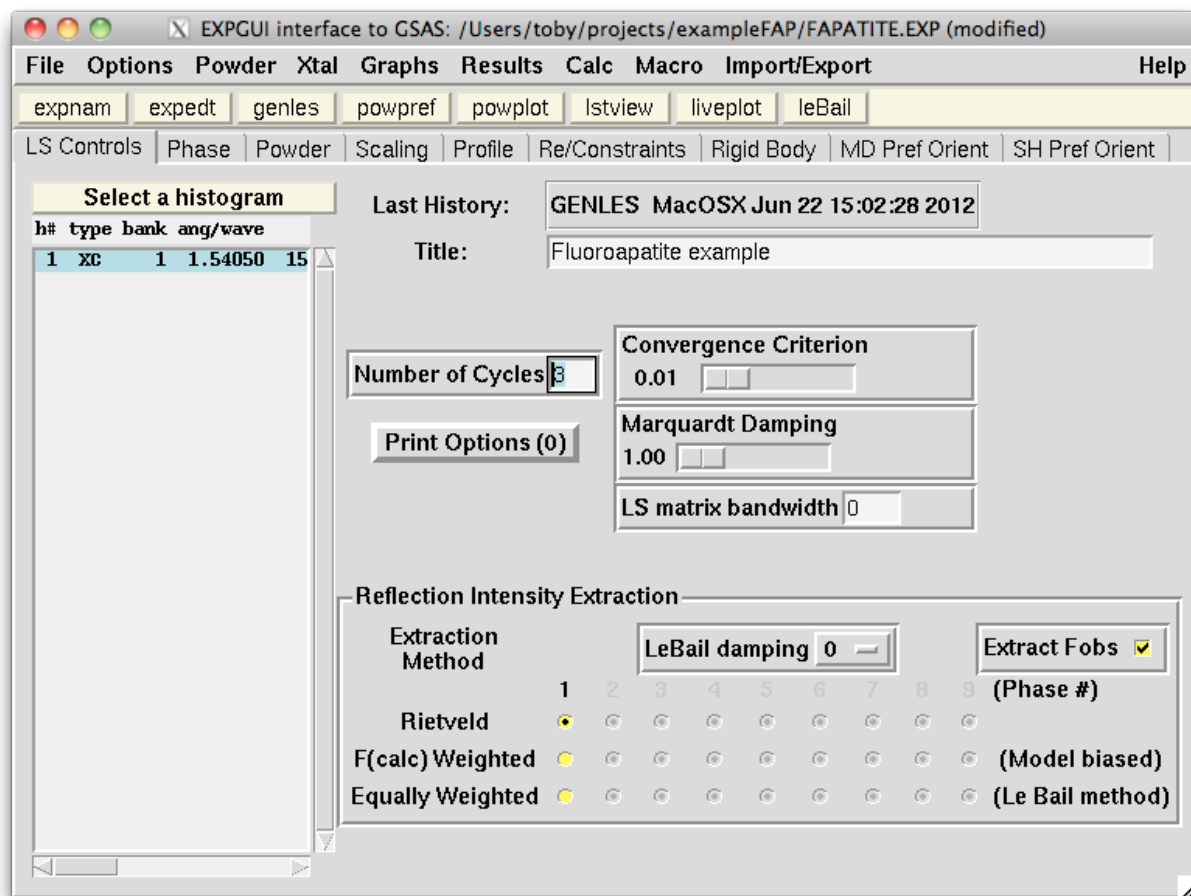 EXPGUI interface to GSAS: /Users/toby/projects/exampleFAP/FAPATITE.EXP (modified)
File Options Powder Xtal Graphs Results Calc Macro Import/Export Help
expnam expedt genles powpref powplot lstview liveplot leBail
LS Controls Phase Powder Scaling Profile Re/Constraints Rigid Body MD Pref Orient SH Pref Orient
Select a histogram
h# type bank ang/wave
1 XC 1 1.54050 15
Last History: GENLES MacOSX Jun 22 15:02:28 2012
Title: Fluoroapatite example
Number of Cycles 3
Print Options (0)
Convergence Criterion
0.01
Marquardt Damping
1.00
LS matrix bandwidth 0
Reflection Intensity Extraction
Extraction
Method
LeBail damping 0
Extract Fobs
1 2 3 4 5 6 7 8 9 (Phase #)
Rietveld
F(calc) Weighted (Model biased)
Equally Weighted (Le Bail method)